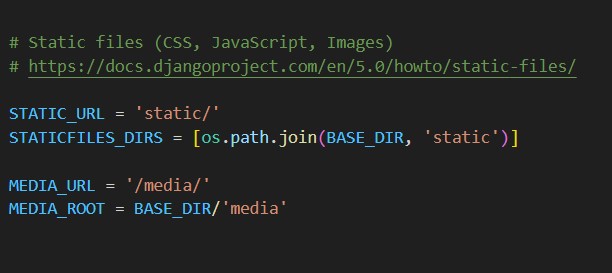 # Static files (CSS, JavaScript, Images)
# https://docs.djangoproject.com/en/5.0/howto/static-files/
STATIC_URL = 'static/'
STATICFILES_DIRS = [os.path.join(BASE_DIR, 'static')]
MEDIA_URL = '/media/'
MEDIA_ROOT = BASE_DIR/'media'